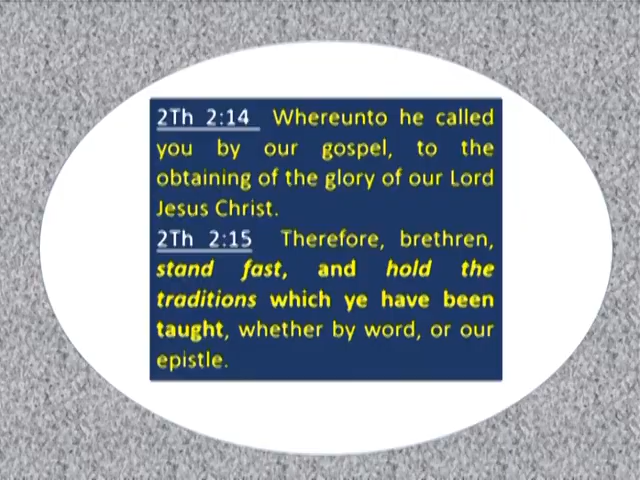 2Th 2:14 Whereunto he called
you by our gospel, to the
obtaining of the glory of our Lord
Jesus Christ.
2Th 2:15 Therefore, brethren,
stand fast, and hold the
traditions which ye have been
taught, whether by word, or our
epistle.